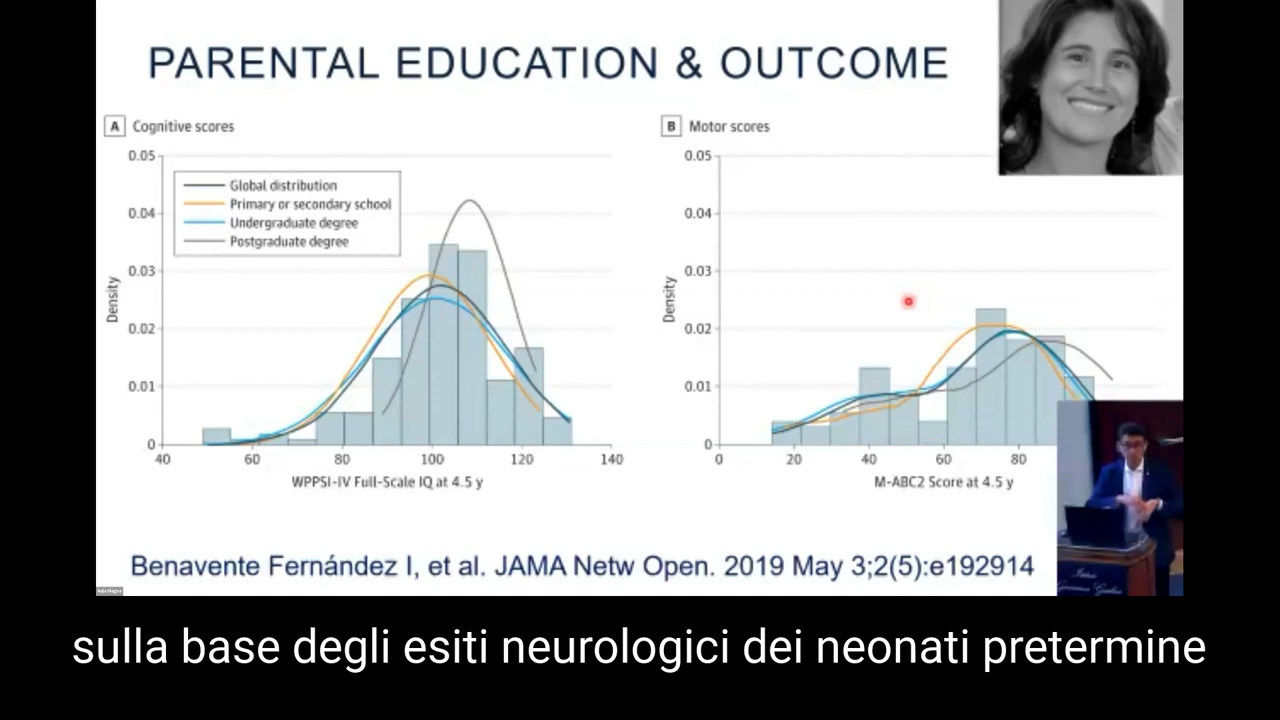 PARENTAL EDUCATION & OUTCOME
A Cognitive scores
0.05
0.04
0.03
0.02
0.01
0
Density
Global distribution
Primary or secondary school
Undergraduate degree
Postgraduate degree
40 60 80 100 120 140
WPPSI-IV Full-Scale IQ at 4.5 y
B Motor scores
0.05
0.04
0.03
0.02
0.01
0
Density
0 20 40 60 80
M-ABC2 Score at 4.5 y
Benavente Fernández I, et al. JAMA Netw Open. 2019 May 3;2(5):e192914
sulla base degli esiti neurologici dei neonati pretermine